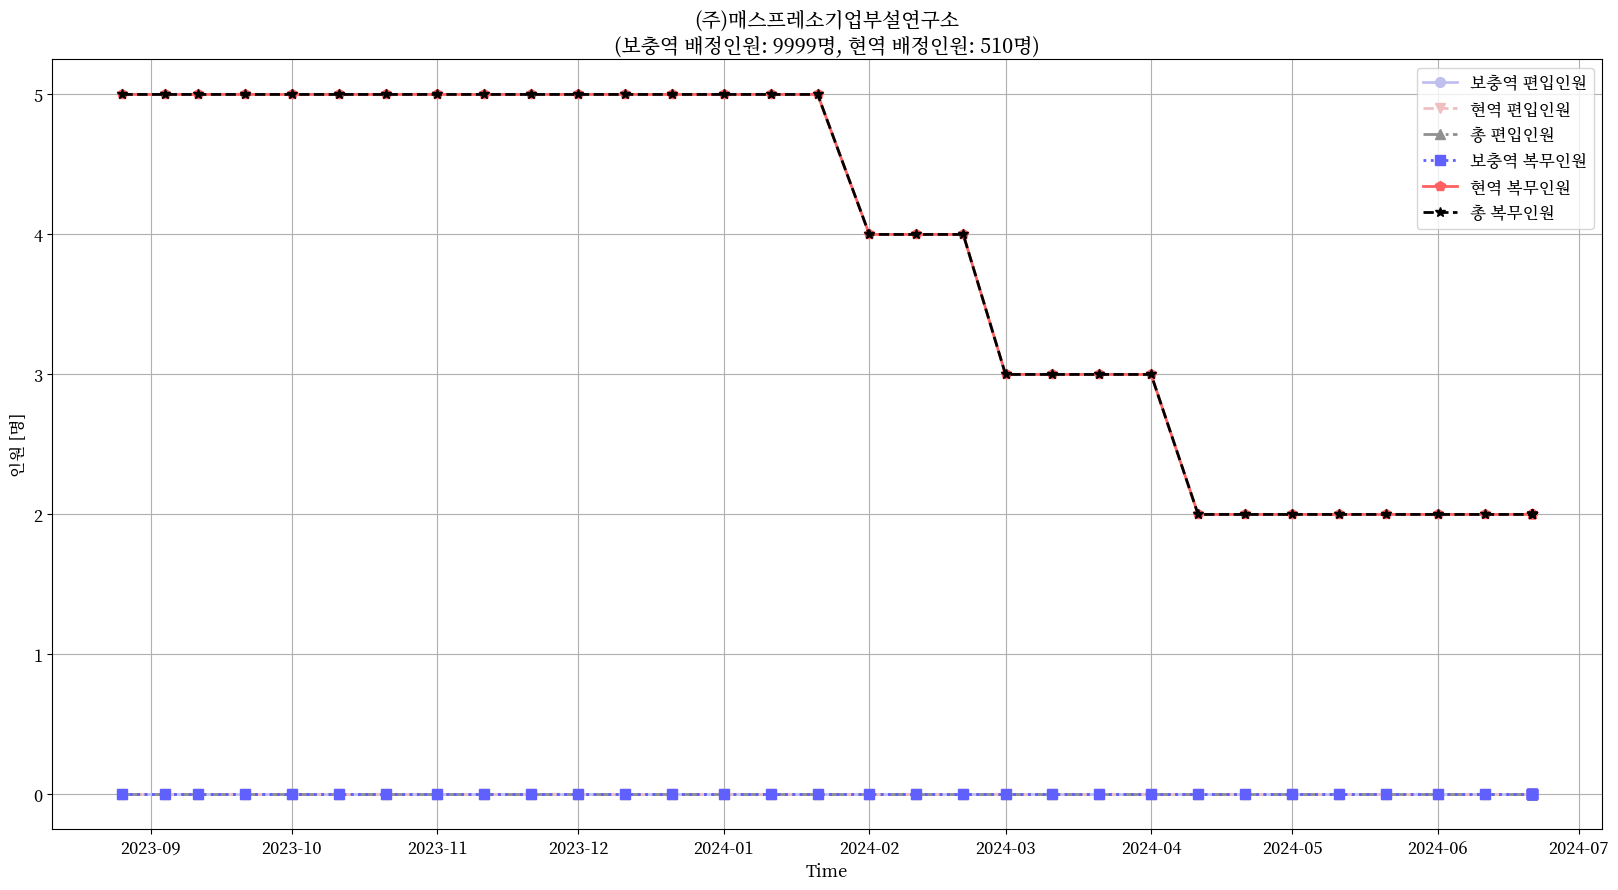 (주)매스프레소기업부설연구소
(보충역 배정인원: 9999명, 현역 배정인원: 510명)
보충역 편입인원
현역 편입인원
총 편입인원
보충역 복무인원
현역 복무인원
총 복무인원
인원 [명]
5
4
3
2
1
0
2023-09 2023-10 2023-11 2023-12 2024-01 2024-02 2024-03 2024-04 2024-05 2024-06 2024-07
Time